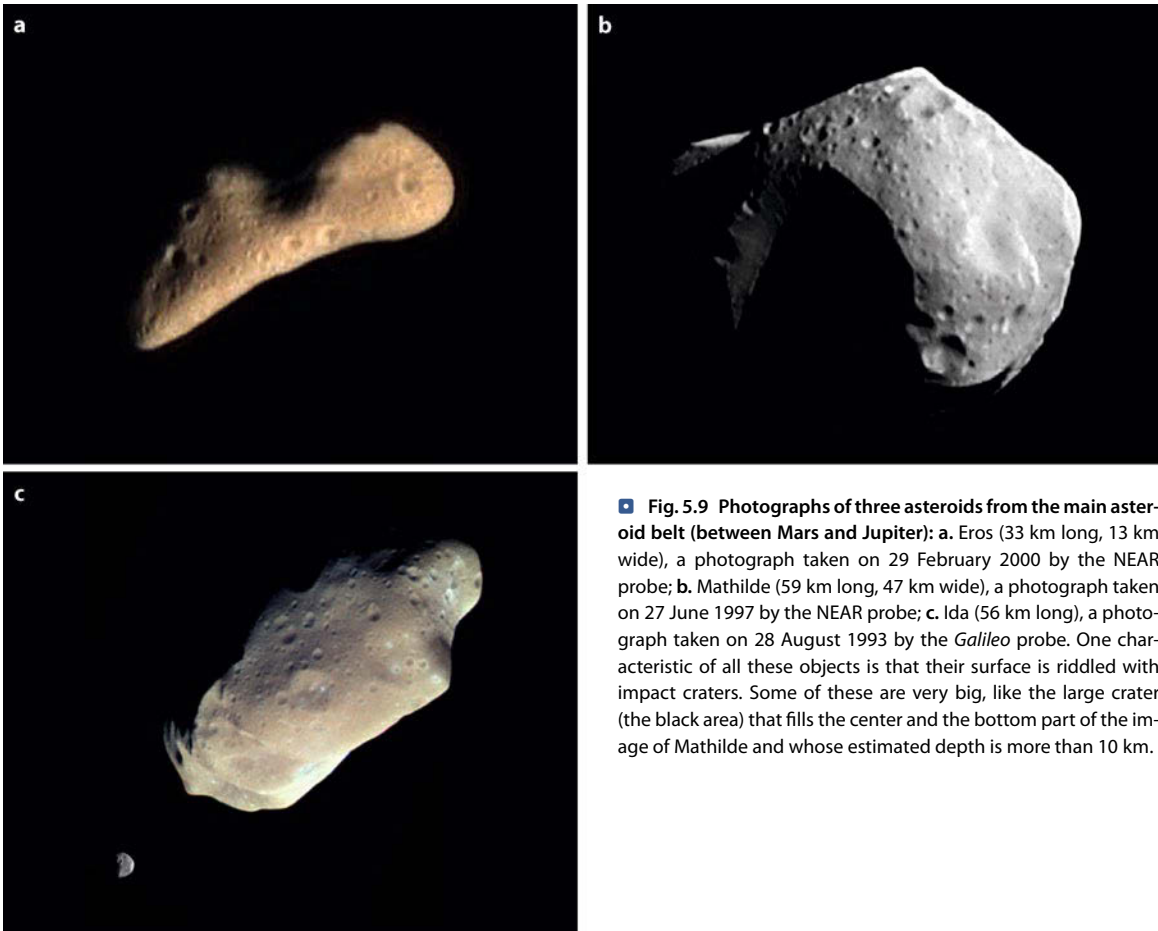 a
b
c
Fig. 5.9 Photographs of three asteroids from the main aster-
oid belt (between Mars and Jupiter): a. Eros (33 km long, 13 km
wide), a photograph taken on 29 February 2000 by the NEAR
probe; b. Mathilde (59 km long, 47 km wide), a photograph taken
on 27 June 1997 by the NEAR probe; c. Ida (56 km long), a photo-
graph taken on 28 August 1993 by the Galileo probe. One char-
acteristic of all these objects is that their surface is riddled with
impact craters. Some of these are very big, like the large crater
(the black area) that fills the center and the bottom part of the im-
age of Mathilde and whose estimated depth is more than 10 km.